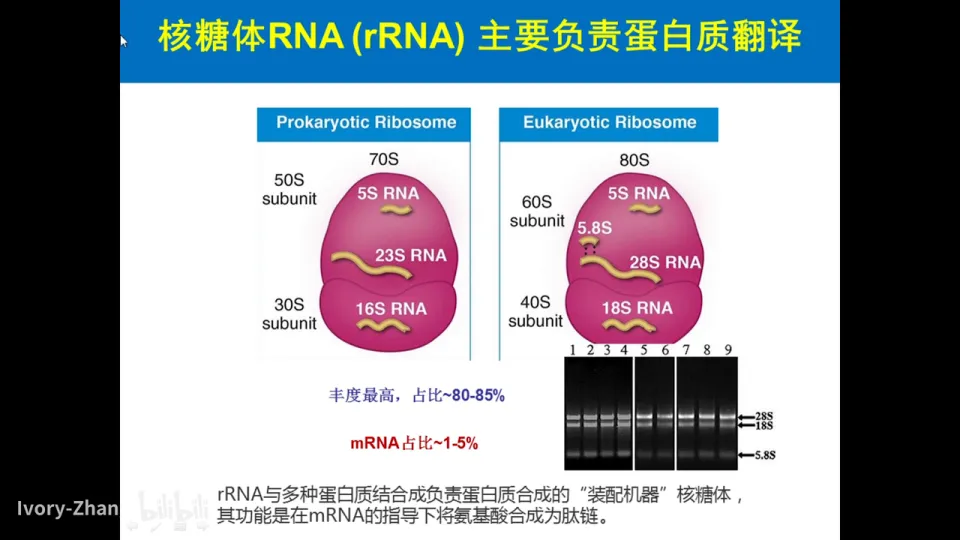 核糖体RNA (rRNA) 主要负责蛋白质翻译
Prokaryotic Ribosome
70S
50S
subunit
5S RNA
23S RNA
30S
subunit
16S RNA
Eukaryotic Ribosome
80S
60S
subunit
5S RNA
5.8S
28S RNA
40S
subunit
18S RNA
1 2 3 4 5 6 7 8 9
28S
18S
5.8S
丰度最高，占比~80-85%
mRNA占比~1-5%
rRNA与多种蛋白质结合成负责蛋白质合成的“装配机器”核糖体，
其功能是在mRNA的指导下将氨基酸合成为肽链。
Ivory-Zhan
bilibili